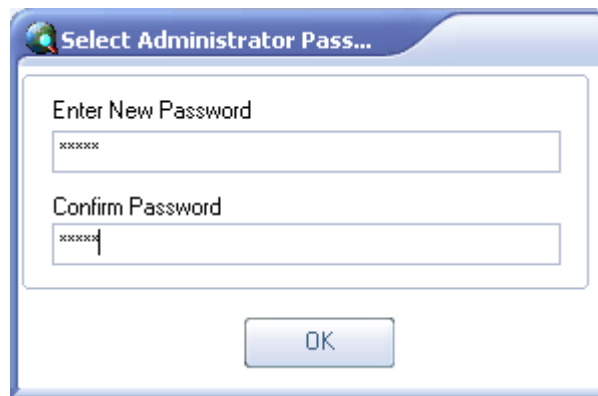 Select Administrator Pass...
Enter New Password
*****
Confirm Password
*****
OK